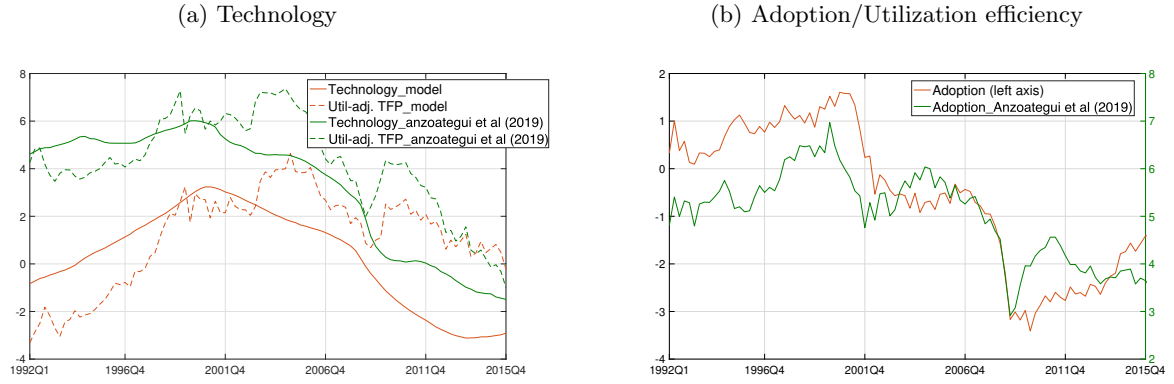 (a) Technology
8
6
4
2
0
-2
-4
1992Q1
1996Q4
2001Q4
2006Q4
2011Q4
2015Q4
Technology_model
Util-adj. TFP_model
Technology_anzoategui et al (2019)
Util-adj. TFP_anzoategui et al (2019)
(b) Adoption/Utilization efficiency
2
1
0
-1
-2
-3
-4
1992Q1
1996Q4
2001Q4
2006Q4
2011Q4
2015Q4
8
7
6
5
4
3
2
Adoption (left axis)
Adoption_Anzoategui et al (2019)